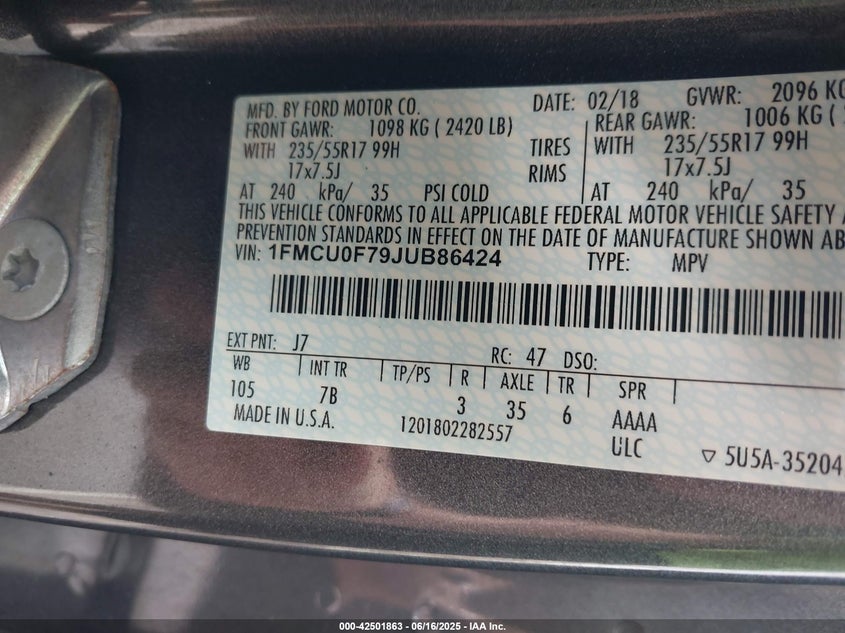 MFD. BY FORD MOTOR CO. DATE: 02/18 GVWR: 2096 KG
FRONT GAWR: 1098 KG ( 2420 LB) REAR GAWR: 1006 KG (
WITH 235/55R17 99H TIRES WITH 235/55R17 99H
17x7.5J RIMS 17x7.5J
AT 240 kPa/ 35 PSI COLD AT 240 kPa/ 35
THIS VEHICLE CONFORMS TO ALL APPLICABLE FEDERAL MOTOR VEHICLE SAFETY
PREVENTION STANDARDS IN EFFECT ON THE DATE OF MANUFACTURE SHOWN AB
VIN: 1FMCU0F79JUB86424 TYPE: MPV
EXT PNT: J7 RC: 47 DSO:
WB INT TR TP/PS R AXLE TR SPR
105 7B 3 35 6 AAAA
MADE IN U.S.A. 1201802282557 ULC
▽ 5U5A-35204
000-42501863 - 06/16/2025 - IAA Inc.